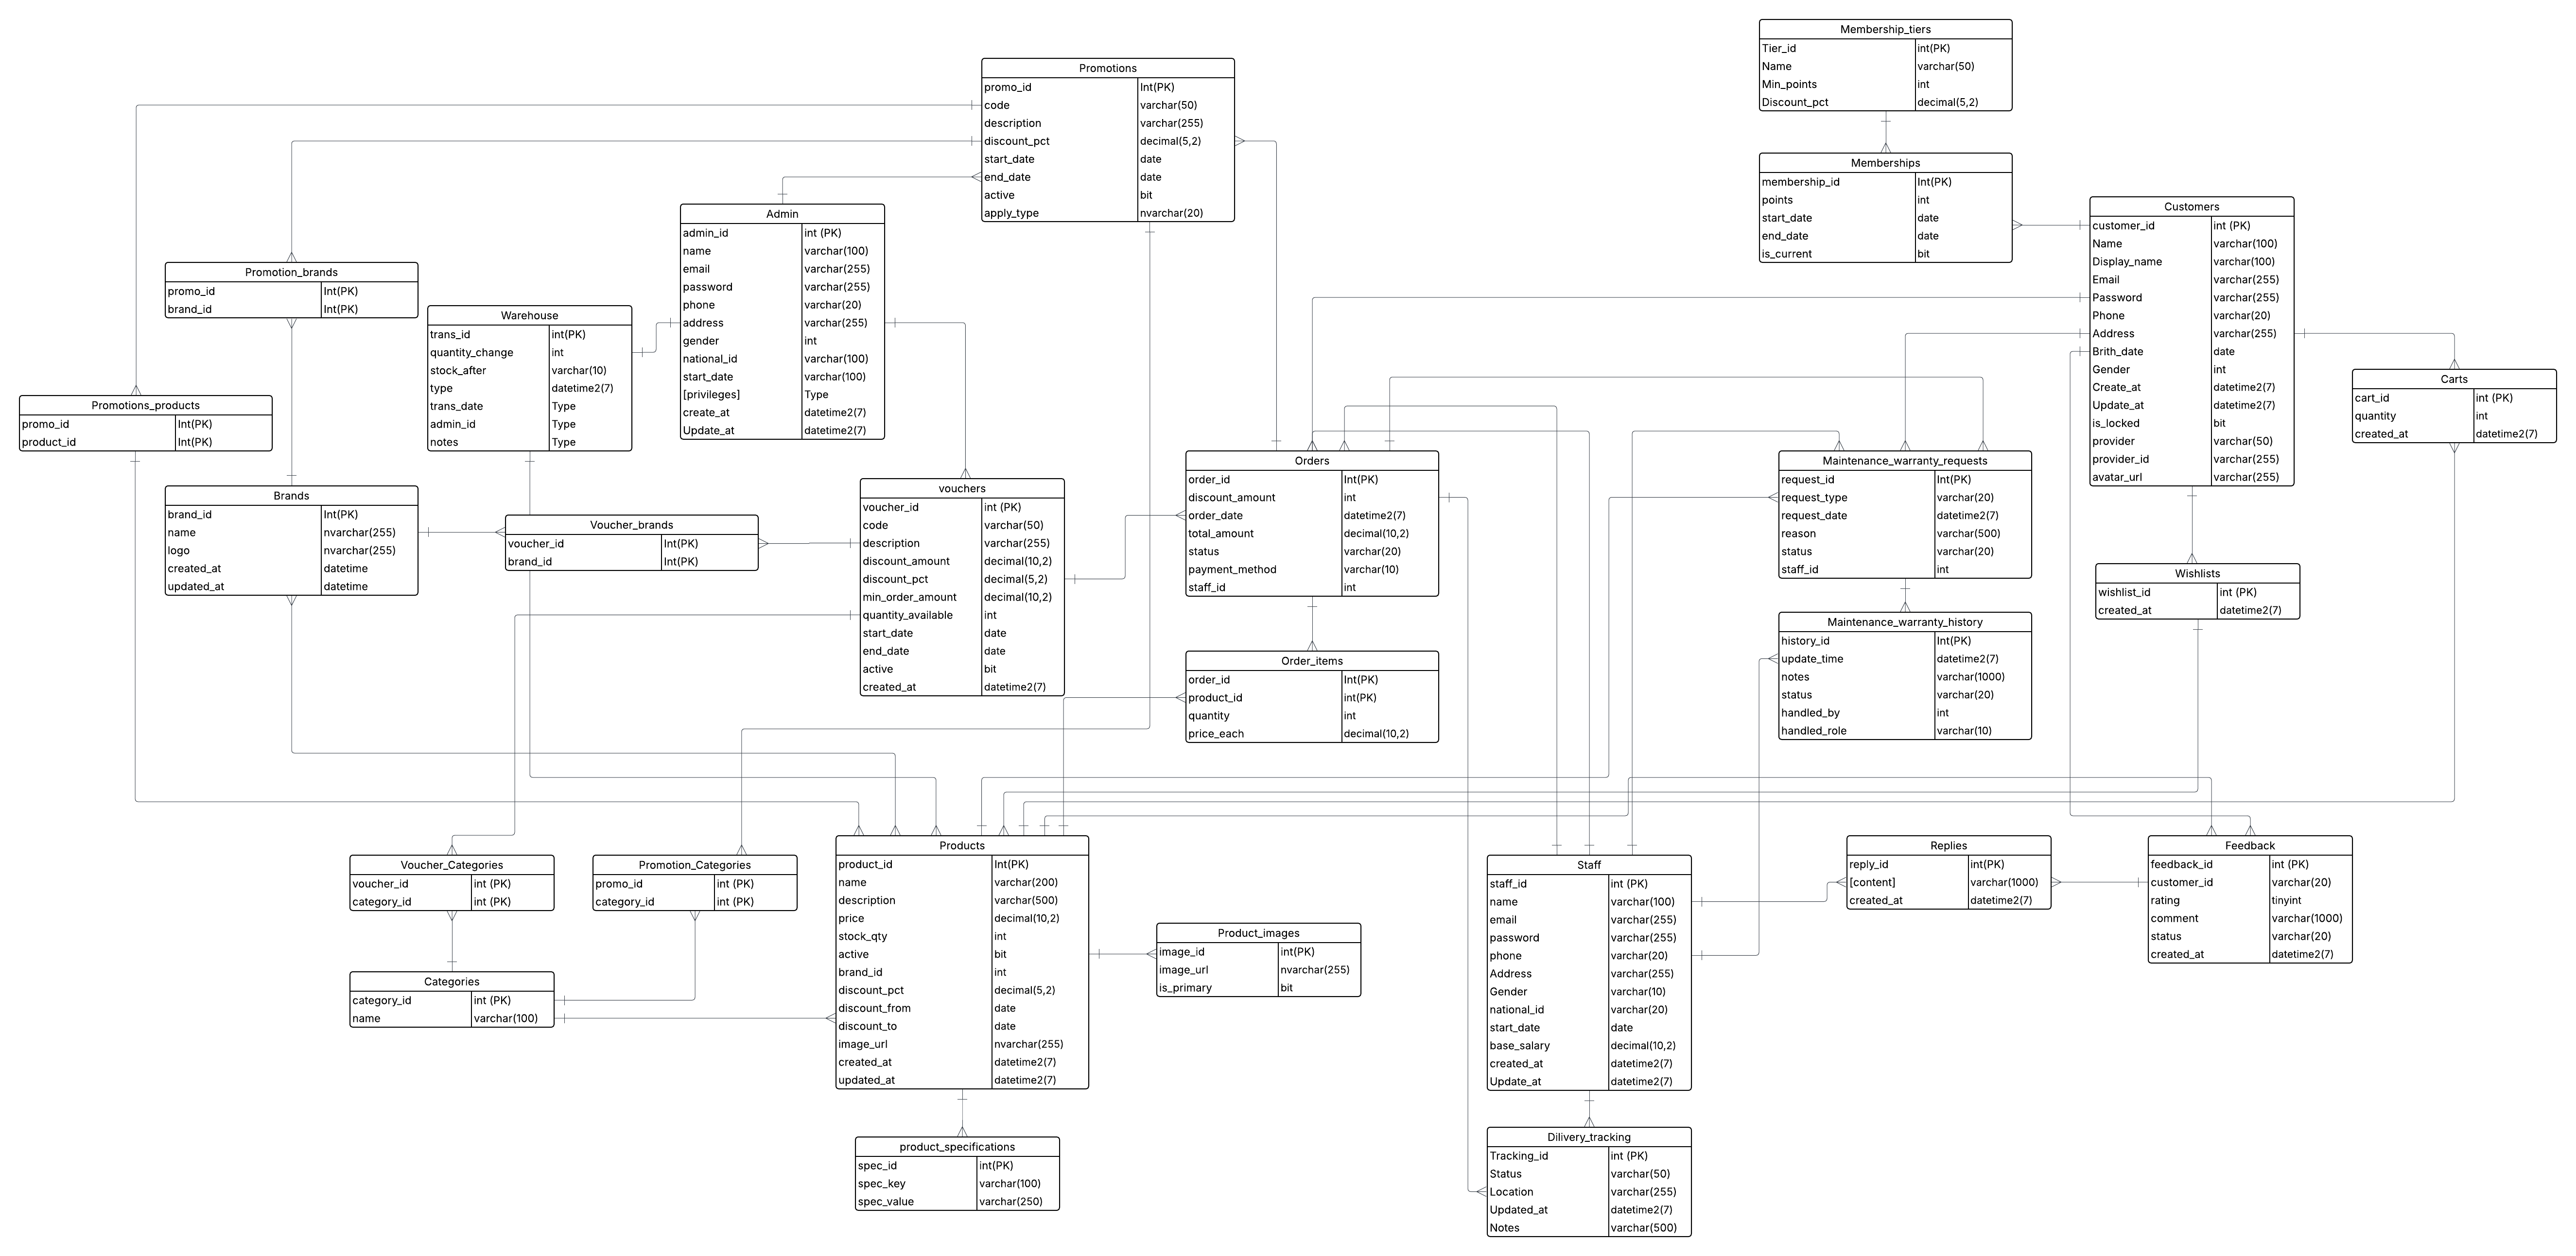 Membership_tiers
Tier_id int(PK)
Name varchar(50)
Min_points int
Discount_pct decimal(5,2)
Promotions
promo_id Int(PK)
code varchar(50)
description varchar(255)
discount_pct decimal(5,2)
start_date date
end_date date
active bit
apply_type nvarchar(20)
Memberships
membership_id Int(PK)
points int
start_date date
end_date date
is_current bit
Customers
customer_id int (PK)
Name varchar(100)
Display_name varchar(100)
Email varchar(255)
Password varchar(255)
Phone varchar(20)
Address varchar(255)
Brith_date date
Gender int
Create_at datetime2(7)
Update_at datetime2(7)
is_locked bit
provider varchar(50)
provider_id varchar(255)
avatar_url varchar(255)
Admin
admin_id int (PK)
name varchar(100)
email varchar(255)
password varchar(255)
phone varchar(20)
address varchar(255)
gender int
national_id varchar(100)
start_date varchar(100)
[privileges] Type
create_at datetime2(7)
Update_at datetime2(7)
Promotion_brands
promo_id Int(PK)
brand_id Int(PK)
Warehouse
trans_id int(PK)
quantity_change int
stock_after varchar(10)
type datetime2(7)
trans_date Type
admin_id Type
notes Type
Carts
cart_id int (PK)
quantity int
created_at datetime2(7)
Promotions_products
promo_id Int(PK)
product_id Int(PK)
Orders
order_id Int(PK)
discount_amount int
order_date datetime2(7)
total_amount decimal(10,2)
status varchar(20)
payment_method varchar(10)
staff_id int
Maintenance_warranty_requests
request_id Int(PK)
request_type varchar(20)
request_date datetime2(7)
reason varchar(500)
status varchar(20)
staff_id int
vouchers
voucher_id int (PK)
code varchar(50)
description varchar(255)
discount_amount decimal(10,2)
discount_pct decimal(5,2)
min_order_amount decimal(10,2)
quantity_available int
start_date date
end_date date
active bit
created_at datetime2(7)
Brands
brand_id Int(PK)
name nvarchar(255)
logo nvarchar(255)
created_at datetime
updated_at datetime
Voucher_brands
voucher_id Int(PK)
brand_id Int(PK)
Wishlists
wishlist_id int (PK)
created_at datetime2(7)
Maintenance_warranty_history
history_id Int(PK)
update_time datetime2(7)
notes varchar(1000)
status varchar(20)
handled_by int
handled_role varchar(10)
Order_items
order_id Int(PK)
product_id int(PK)
quantity int
price_each decimal(10,2)
Products
product_id Int(PK)
name varchar(200)
description varchar(500)
price decimal(10,2)
stock_qty int
active bit
brand_id int
discount_pct decimal(5,2)
discount_from date
discount_to date
image_url nvarchar(255)
created_at datetime2(7)
updated_at datetime2(7)
Replies
reply_id int(PK)
[content] varchar(1000)
created_at datetime2(7)
Feedback
feedback_id int (PK)
customer_id varchar(20)
rating tinyint
comment varchar(1000)
status varchar(20)
created_at datetime2(7)
Voucher_Categories
voucher_id int (PK)
category_id int (PK)
Promotion_Categories
promo_id int (PK)
category_id int (PK)
Staff
staff_id int (PK)
name varchar(100)
email varchar(255)
password varchar(255)
phone varchar(20)
Address varchar(255)
Gender varchar(10)
national_id varchar(20)
start_date date
base_salary decimal(10,2)
created_at datetime2(7)
Update_at datetime2(7)
Product_images
image_id int(PK)
image_url nvarchar(255)
is_primary bit
Categories
category_id int (PK)
name varchar(100)
Dilivery_tracking
Tracking_id int (PK)
Status varchar(50)
Location varchar(255)
Updated_at datetime2(7)
Notes varchar(500)
product_specifications
spec_id int(PK)
spec_key varchar(100)
spec_value varchar(250)